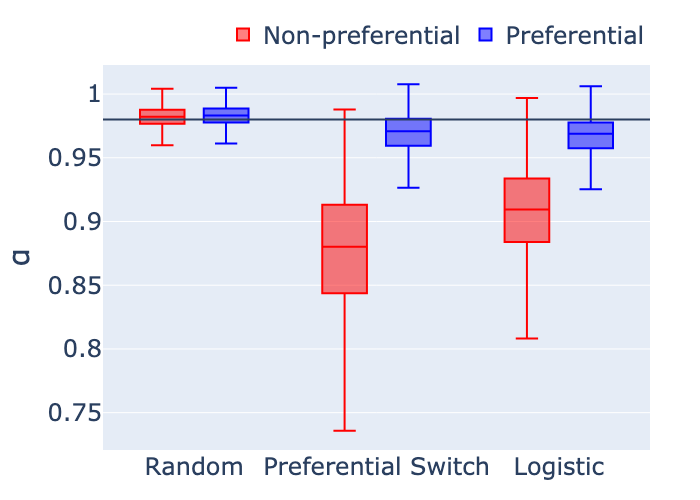 Non-preferential Preferential
1
0.95
0.9
0.85
0.8
0.75
α
Random Preferential Switch Logistic